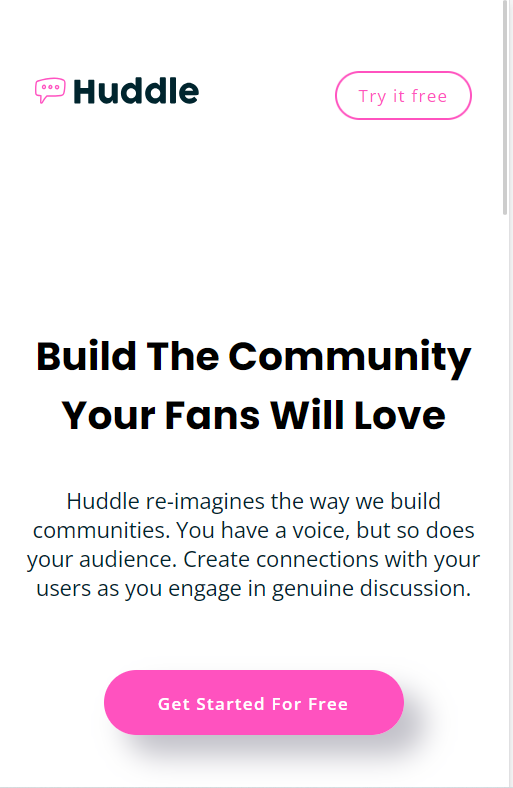 Huddle
Try it free
Build The Community
Your Fans Will Love
Huddle re-imagines the way we build
communities. You have a voice, but so does
your audience. Create connections with your
users as you engage in genuine discussion.
Get Started For Free